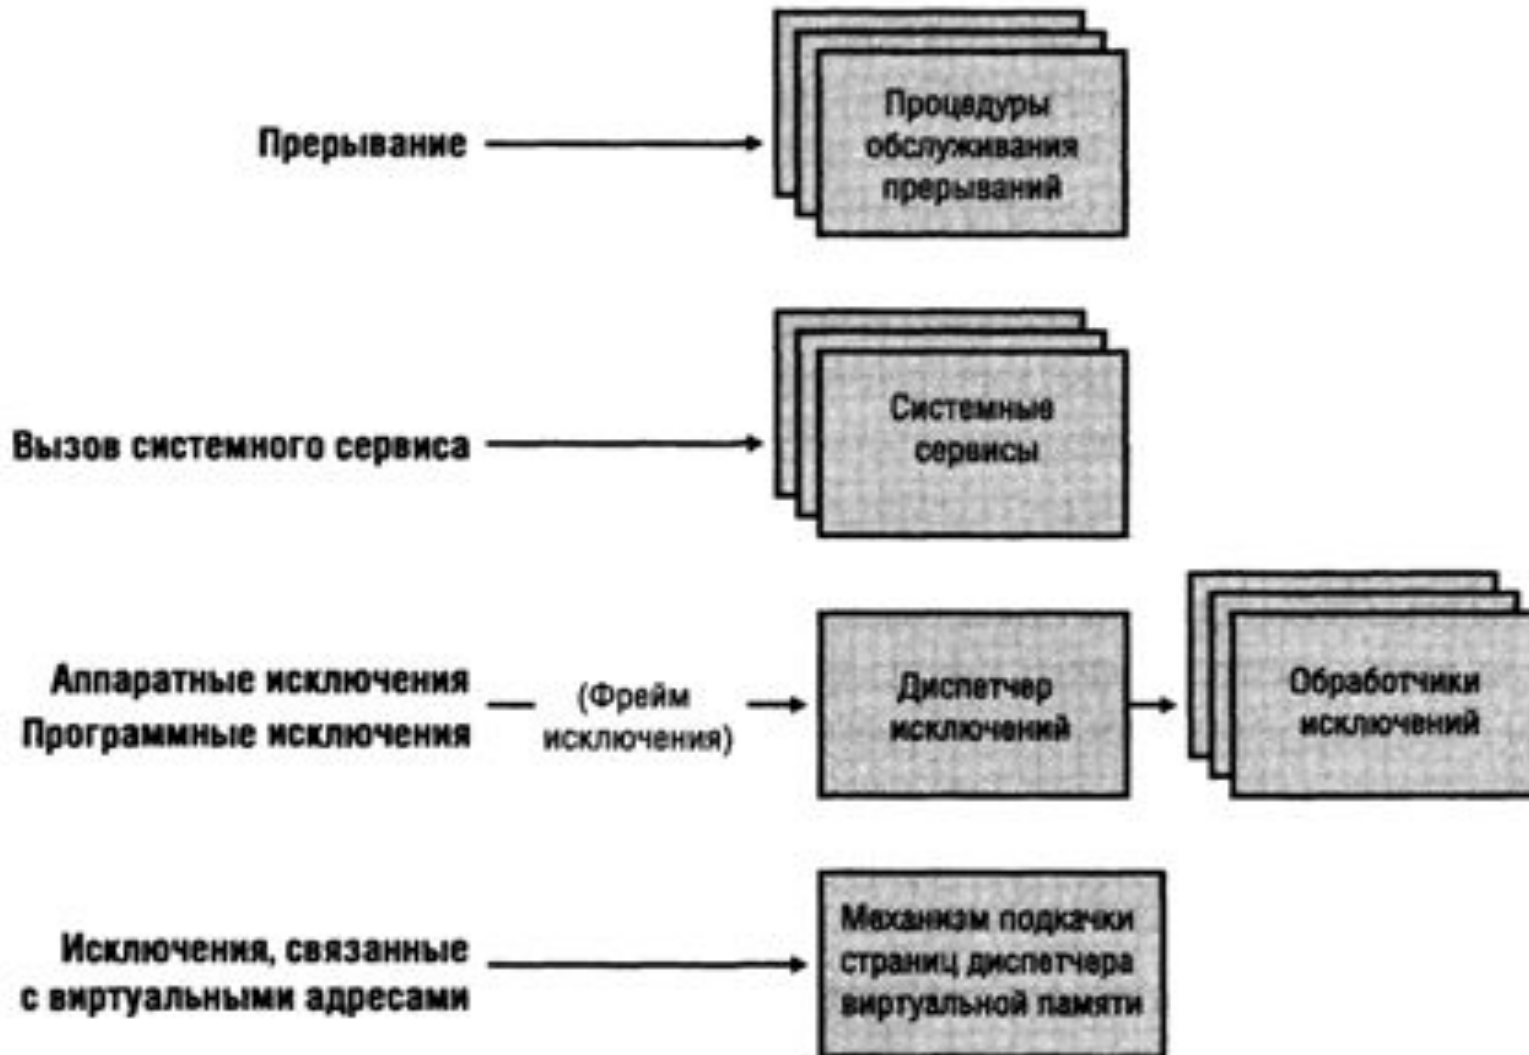 Прерывание
Процедуры
обслуживания
прерываний
Вызов системного сервиса
Системные
сервисы
Аппаратные исключения
Программные исключения
(Фрейм
исключения)
Диспетчер
исключений
Обработчики
исключений
Исключения, связанные
с виртуальными адресами
Механизм подкачки
страниц диспетчера
виртуальной памяти